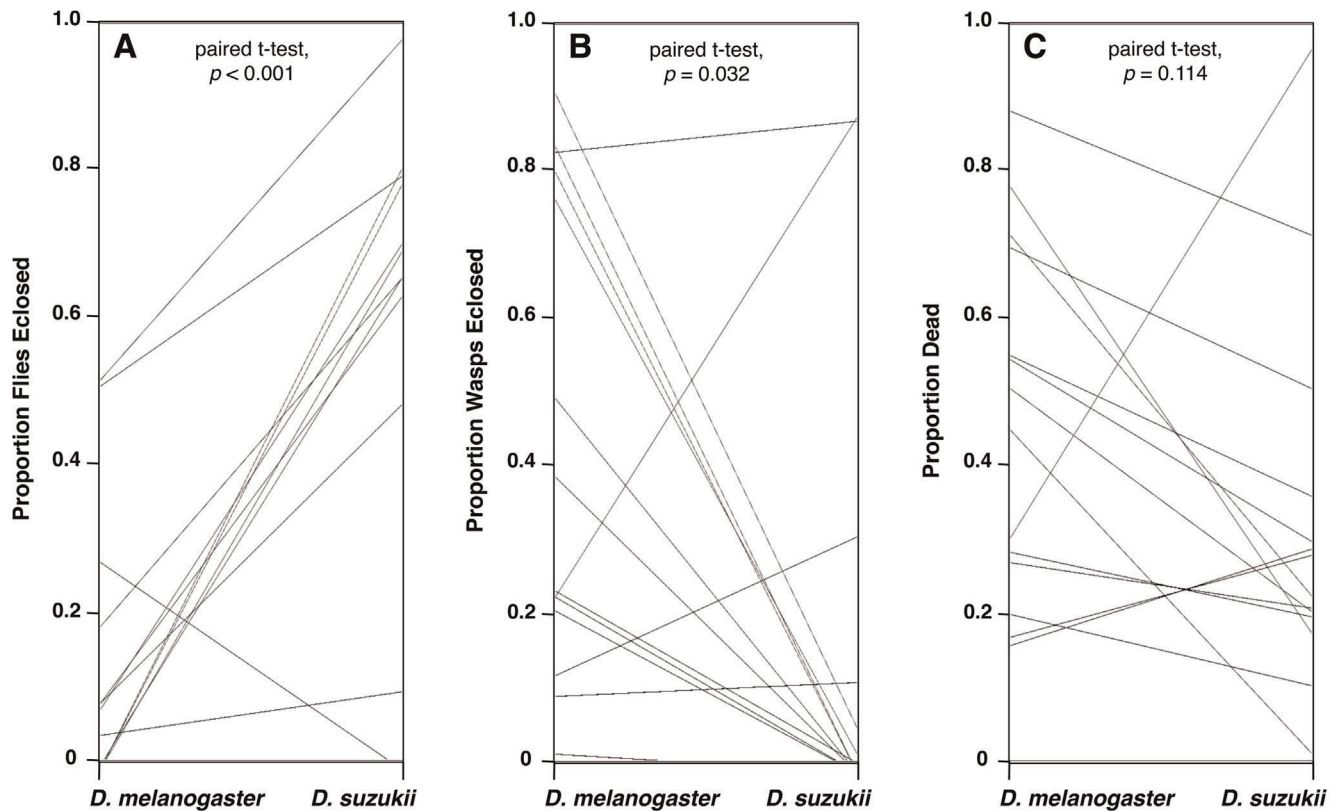 A
paired t-test,
p < 0.001
Proportion Flies Eclosed
1.0
0.8
0.6
0.4
0.2
0
D. melanogaster
D. suzukii
B
paired t-test,
p = 0.032
Proportion Wasps Eclosed
1.0
0.8
0.6
0.4
0.2
0
D. melanogaster
D. suzukii
C
paired t-test,
p = 0.114
Proportion Dead
1.0
0.8
0.6
0.4
0.2
0
D. melanogaster
D. suzukii